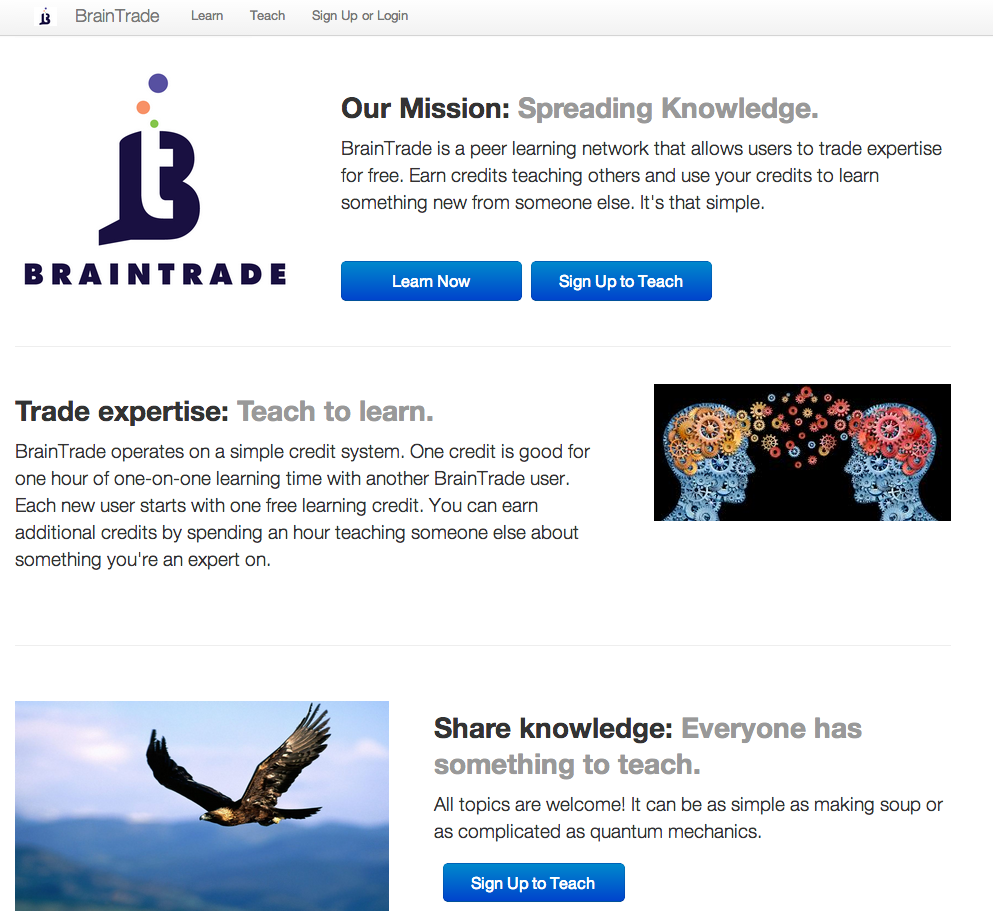 BrainTrade Learn Teach Sign Up or Login
BRAINTRADE
Our Mission: Spreading Knowledge.
BrainTrade is a peer learning network that allows users to trade expertise
for free. Earn credits teaching others and use your credits to learn
something new from someone else. It's that simple.
Learn Now Sign Up to Teach
Trade expertise: Teach to learn.
BrainTrade operates on a simple credit system. One credit is good for
one hour of one-on-one learning time with another BrainTrade user.
Each new user starts with one free learning credit. You can earn
additional credits by spending an hour teaching someone else about
something you're an expert on.
Share knowledge: Everyone has
something to teach.
All topics are welcome! It can be as simple as making soup or
as complicated as quantum mechanics.
Sign Up to Teach